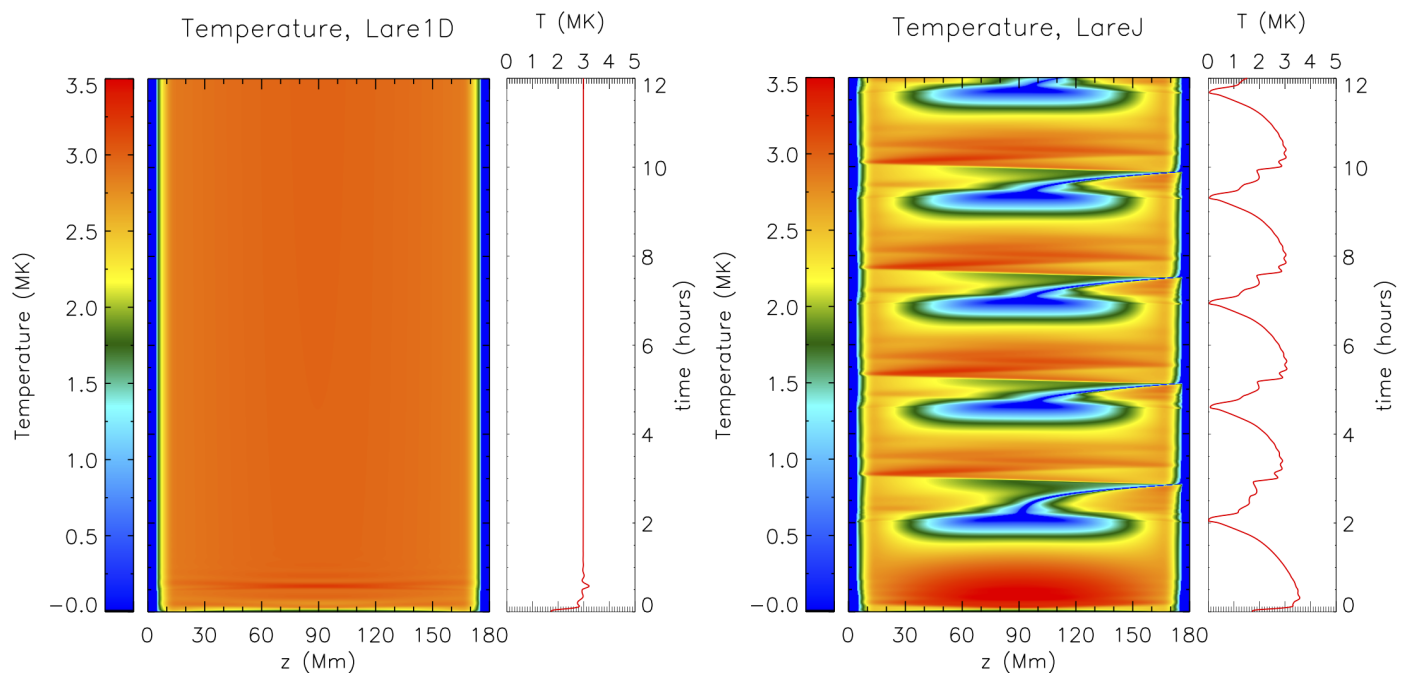 Temperature, Lare1D
T (MK)
0 1 2 3 4 5
Temperature (MK)
3.5
3.0
2.5
2.0
1.5
1.0
0.5
−0.0
0 30 60 90 120 150 180
z (Mm)
12
10
8
6
4
2
0
time (hours)
Temperature, LareJ
T (MK)
0 1 2 3 4 5
Temperature (MK)
3.5
3.0
2.5
2.0
1.5
1.0
0.5
−0.0
0 30 60 90 120 150 180
z (Mm)
12
10
8
6
4
2
0
time (hours)